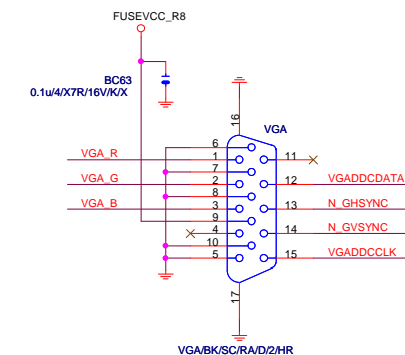 FUSEVCC_R8
BC63
0.1u/4/X7R/16V/K/X
16
VGA
6
VGA_R
1
11
7
VGA_G
2
12
VGADDCDATA
8
VGA_B
3
13
N_GHSYNC
9
4
14
N_GVSYNC
10
5
15
VGADDCCLK
17
VGA/BK/SC/RA/D/2/HR